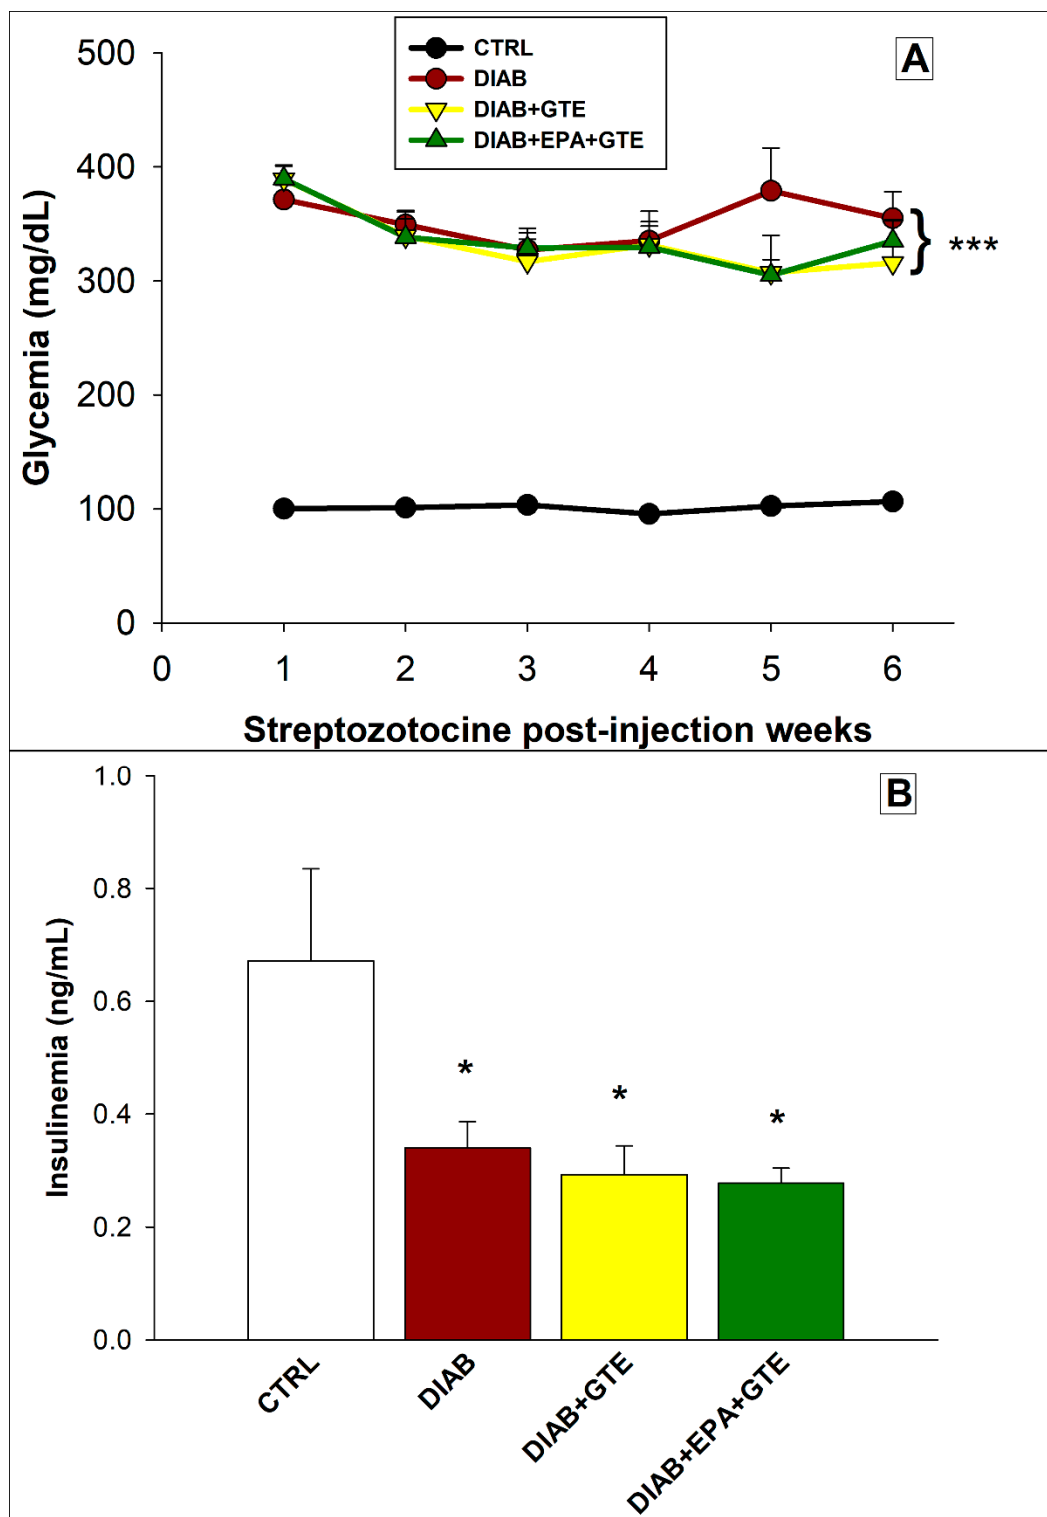 CTRL
DIAB
DIAB+GTE
DIAB+EPA+GTE
A
500
400
300
200
100
0
Glycemia (mg/dL)
} ***
0 1 2 3 4 5 6
Streptozotocine post-injection weeks
B
1.0
0.8
0.6
0.4
0.2
0.0
Insulinemia (ng/mL)
* * *
CTRL
DIAB
DIAB+GTE
DIAB+EPA+GTE